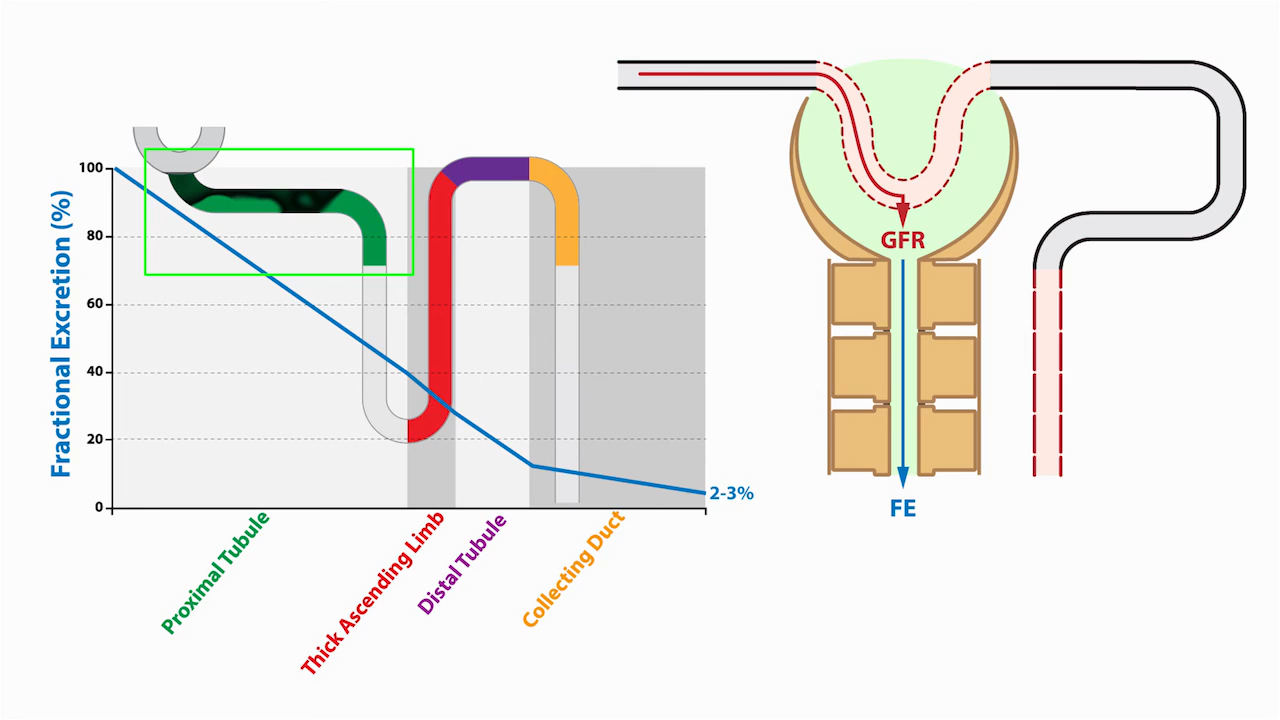 Fractional Excretion (%)
100
80
60
40
20
0
2-3%
Proximal Tubule
Thick Ascending Limb
Distal Tubule
Collecting Duct
GFR
FE